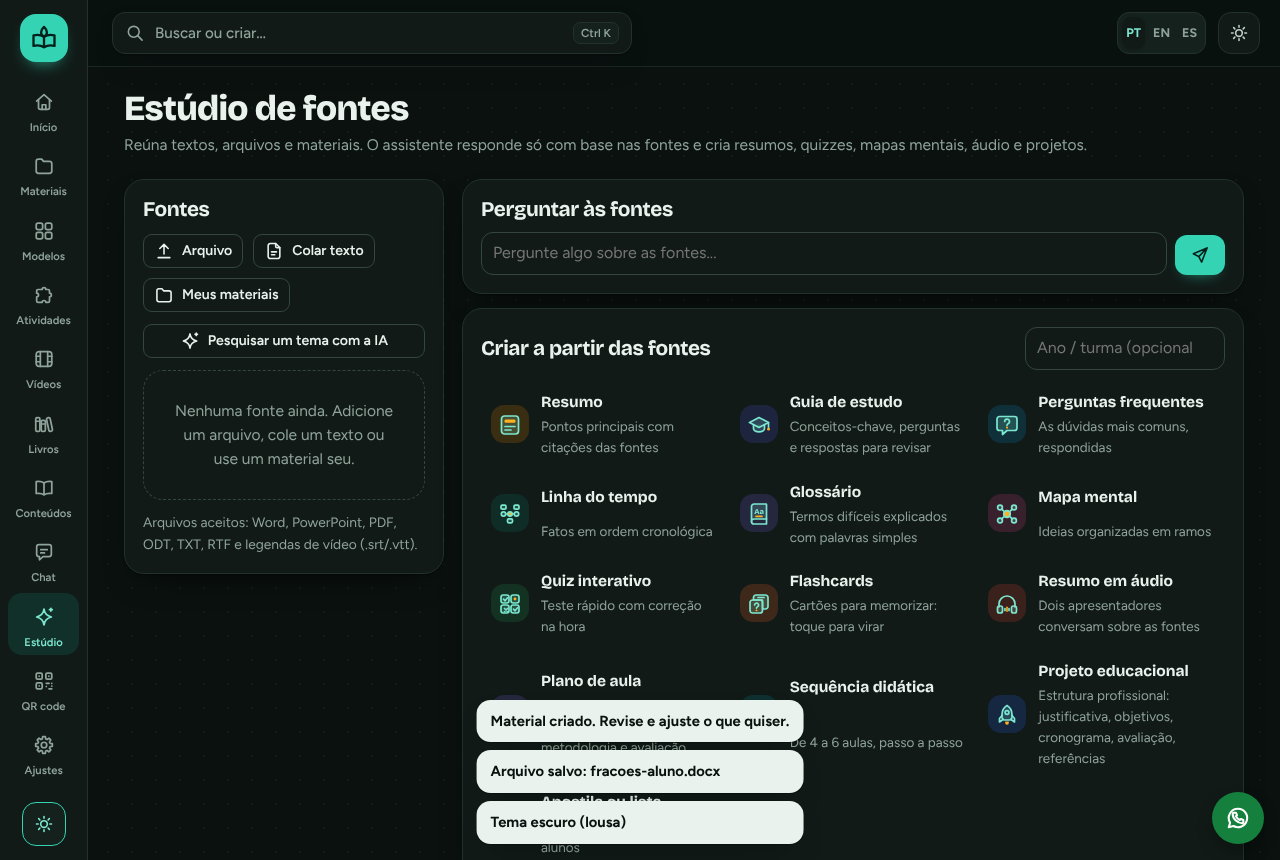 Buscar ou criar...
Ctrl K
PT EN ES
Início
Materiais
Modelos
Atividades
Vídeos
Livros
Conteúdos
Chat
Estúdio
QR code
Ajustes
Estúdio de fontes
Reúna textos, arquivos e materiais. O assistente responde só com base nas fontes e cria resumos, quizzes, mapas mentais, áudio e projetos.
Fontes
Arquivo
Colar texto
Meus materiais
Pesquisar um tema com a IA
Nenhuma fonte ainda. Adicione
um arquivo, cole um texto ou
use um material seu.
Arquivos aceitos: Word, PowerPoint, PDF,
ODT, TXT, RTF e legendas de vídeo (.srt/.vtt).
Perguntar às fontes
Pergunte algo sobre as fontes...
Criar a partir das fontes
Ano / turma (opcional
Resumo
Pontos principais com
citações das fontes
Guia de estudo
Conceitos-chave, perguntas
e respostas para revisar
Perguntas frequentes
As dúvidas mais comuns,
respondidas
Linha do tempo
Fatos em ordem cronológica
Glossário
Termos difíceis explicados
com palavras simples
Mapa mental
Ideias organizadas em ramos
Quiz interativo
Teste rápido com correção
na hora
Flashcards
Cartões para memorizar:
toque para virar
Resumo em áudio
Dois apresentadores
conversam sobre as fontes
Plano de aula
metodologia e avaliação
Sequência didática
De 4 a 6 aulas, passo a passo
Projeto educacional
Estrutura profissional:
justificativa, objetivos,
cronograma, avaliação,
referências
Material criado. Revise e ajuste o que quiser.
Arquivo salvo: fracoes-aluno.docx
Apostila ou lista
Tema escuro (lousa)
alunos